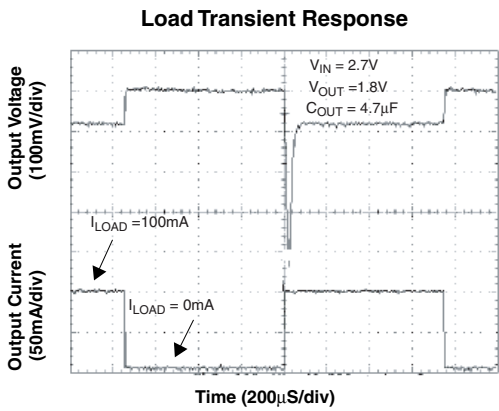 Load Transient Response
Output Voltage
(100mV/div)
V_IN = 2.7V
V_OUT = 1.8V
C_OUT = 4.7μF
I_LOAD =100mA
Output Current
(50mA/div)
I_LOAD = 0mA
Time (200μS/div)